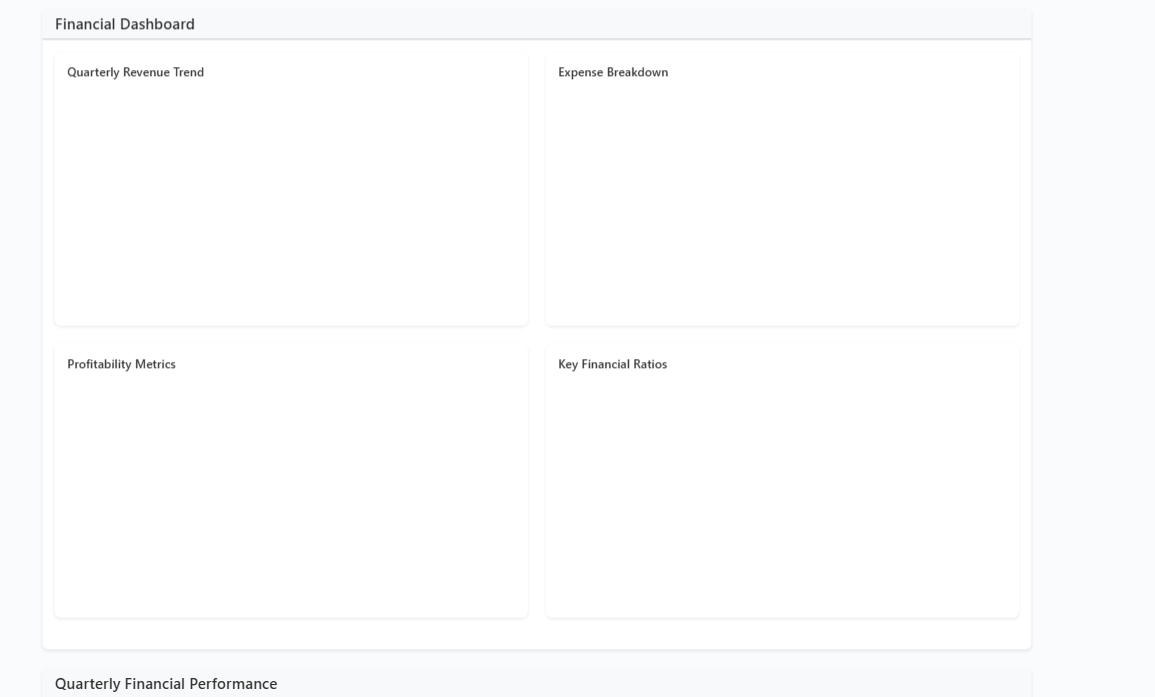 Financial Dashboard
Quarterly Revenue Trend
Expense Breakdown
Profitability Metrics
Key Financial Ratios
Quarterly Financial Performance